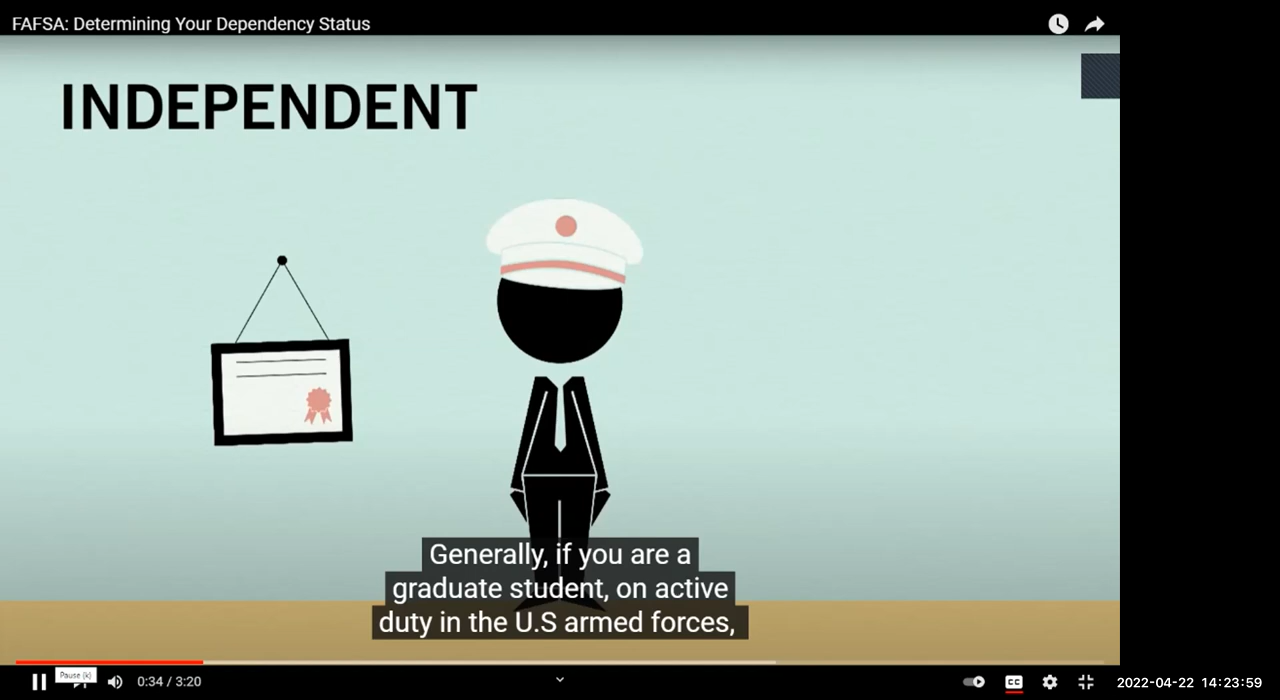 FAFSA: Determining Your Dependency Status
INDEPENDENT
Generally, if you are a
graduate student, on active
duty in the U.S armed forces,
Pause (k)
0:34 / 3:20
CC
2022-04-22 14:23:59